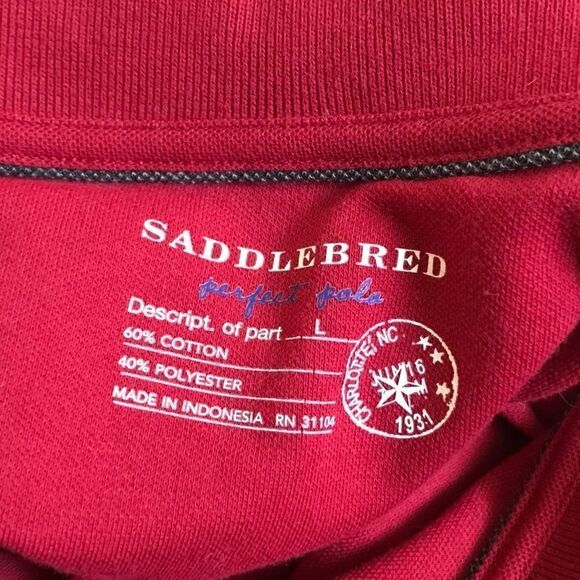 SADDLEBRED
perfect polo
Descript. of part L
60% COTTON
40% POLYESTER
MADE IN INDONESIA RN 31104
CHARLOTTE, NC
16
1931